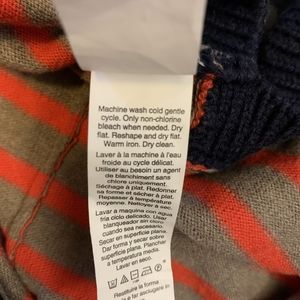 Machine wash cold gentle
cycle. Only non-chlorine
bleach when needed. Dry
flat. Reshape and dry flat.
Warm iron. Dry clean.
Laver à la machine à l'eau
froide au cycle délicat.
Utiliser au besoin un agent
de blanchiment sans
chlore uniquement.
Séchage à plat. Redonner
sa forme et sécher à plat.
Repasser à température
moyenne. Nettoyer à sec.
Lavar a máquina con agua
fría ciclo delicado. Usar
blanqueador sin cloro
cuando sea necesario.
Secar en superficie plana.
Dar forma y secar sobre
superficie plana. Planchar
a temperatura media.
Lavar en seco.
Restituire la forma